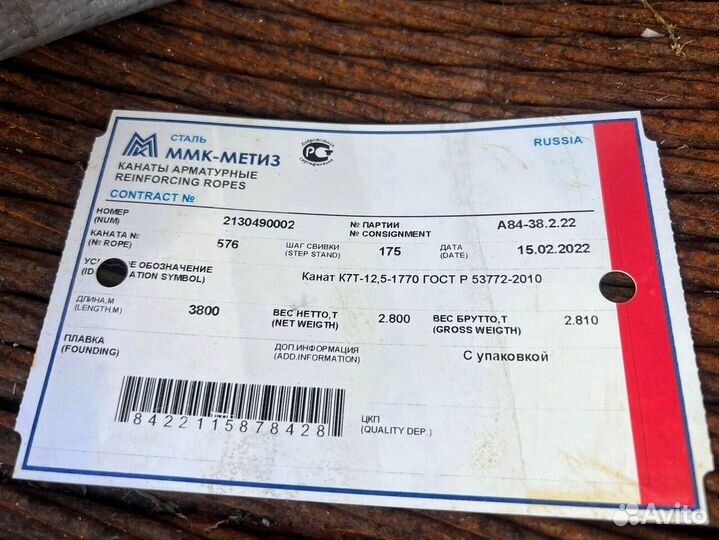 СТАЛЬ
ММК-МЕТИЗ
RUSSIA
КАНАТЫ АРМАТУРНЫЕ
REINFORCING ROPES
CONTRACT №
НОМЕР 2130490002 № ПАРТИИ A84-38.2.22
(NUM) № CONSIGNMENT
КАНАТА № 576 ШАГ СВИВКИ 175 ДАТА 15.02.2022
(№ ROPE) (STEP STAND) (DATE)
ОБОЗНАЧЕНИЕ Канат К7Т-12,5-1770 ГОСТ Р 53772-2010
SYMBOL)
ДЛИНА,М 3800 ВЕС НЕТТО,Т 2.800 ВЕС БРУТТО,Т 2.810
(LENGTH.M) (NET WEIGTH) (GROSS WEIGTH)
ПЛАВКА ДОП.ИНФОРМАЦИЯ С упаковкой
(FOUNDING) (ADD.INFORMATION)
8422115878428
ЦКП
(QUALITY DEP.)
Avito